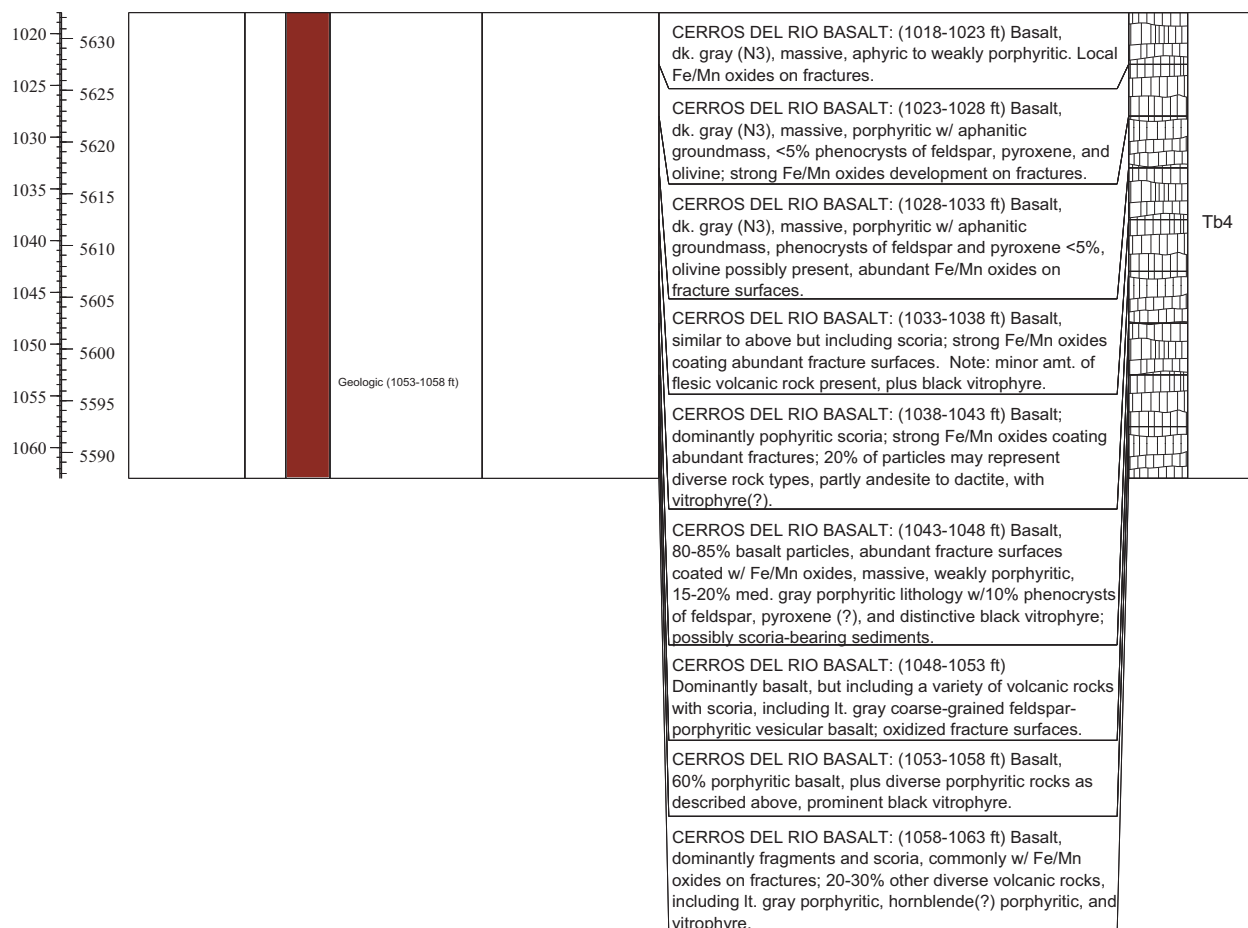 1020
1025
1030
1035
1040
1045
1050
1055
1060
5630
5625
5620
5615
5610
5605
5600
5595
5590
Geologic (1053-1058 ft)
CERROS DEL RIO BASALT: (1018-1023 ft) Basalt,
dk. gray (N3), massive, aphyric to weakly porphyritic. Local
Fe/Mn oxides on fractures.
CERROS DEL RIO BASALT: (1023-1028 ft) Basalt,
dk. gray (N3), massive, porphyritic w/ aphanitic
groundmass, <5% phenocrysts of feldspar, pyroxene, and
olivine; strong Fe/Mn oxides development on fractures.
CERROS DEL RIO BASALT: (1028-1033 ft) Basalt,
dk. gray (N3), massive, porphyritic w/ aphanitic
groundmass, phenocrysts of feldspar and pyroxene <5%,
olivine possibly present, abundant Fe/Mn oxides on
fracture surfaces.
CERROS DEL RIO BASALT: (1033-1038 ft) Basalt,
similar to above but including scoria; strong Fe/Mn oxides
coating abundant fracture surfaces. Note: minor amt. of
flesic volcanic rock present, plus black vitrophyre.
CERROS DEL RIO BASALT: (1038-1043 ft) Basalt;
dominantly pophyritic scoria; strong Fe/Mn oxides coating
abundant fractures; 20% of particles may represent
diverse rock types, partly andesite to dactite, with
vitrophyre(?).
CERROS DEL RIO BASALT: (1043-1048 ft) Basalt,
80-85% basalt particles, abundant fracture surfaces
coated w/ Fe/Mn oxides, massive, weakly porphyritic,
15-20% med. gray porphyritic lithology w/10% phenocrysts
of feldspar, pyroxene (?), and distinctive black vitrophyre;
possibly scoria-bearing sediments.
CERROS DEL RIO BASALT: (1048-1053 ft)
Dominantly basalt, but including a variety of volcanic rocks
with scoria, including lt. gray coarse-grained feldspar-
porphyritic vesicular basalt; oxidized fracture surfaces.
CERROS DEL RIO BASALT: (1053-1058 ft) Basalt,
60% porphyritic basalt, plus diverse porphyritic rocks as
described above, prominent black vitrophyre.
CERROS DEL RIO BASALT: (1058-1063 ft) Basalt,
dominantly fragments and scoria, commonly w/ Fe/Mn
oxides on fractures; 20-30% other diverse volcanic rocks,
including lt. gray porphyritic, hornblende(?) porphyritic, and
vitrophyre.
Tb4